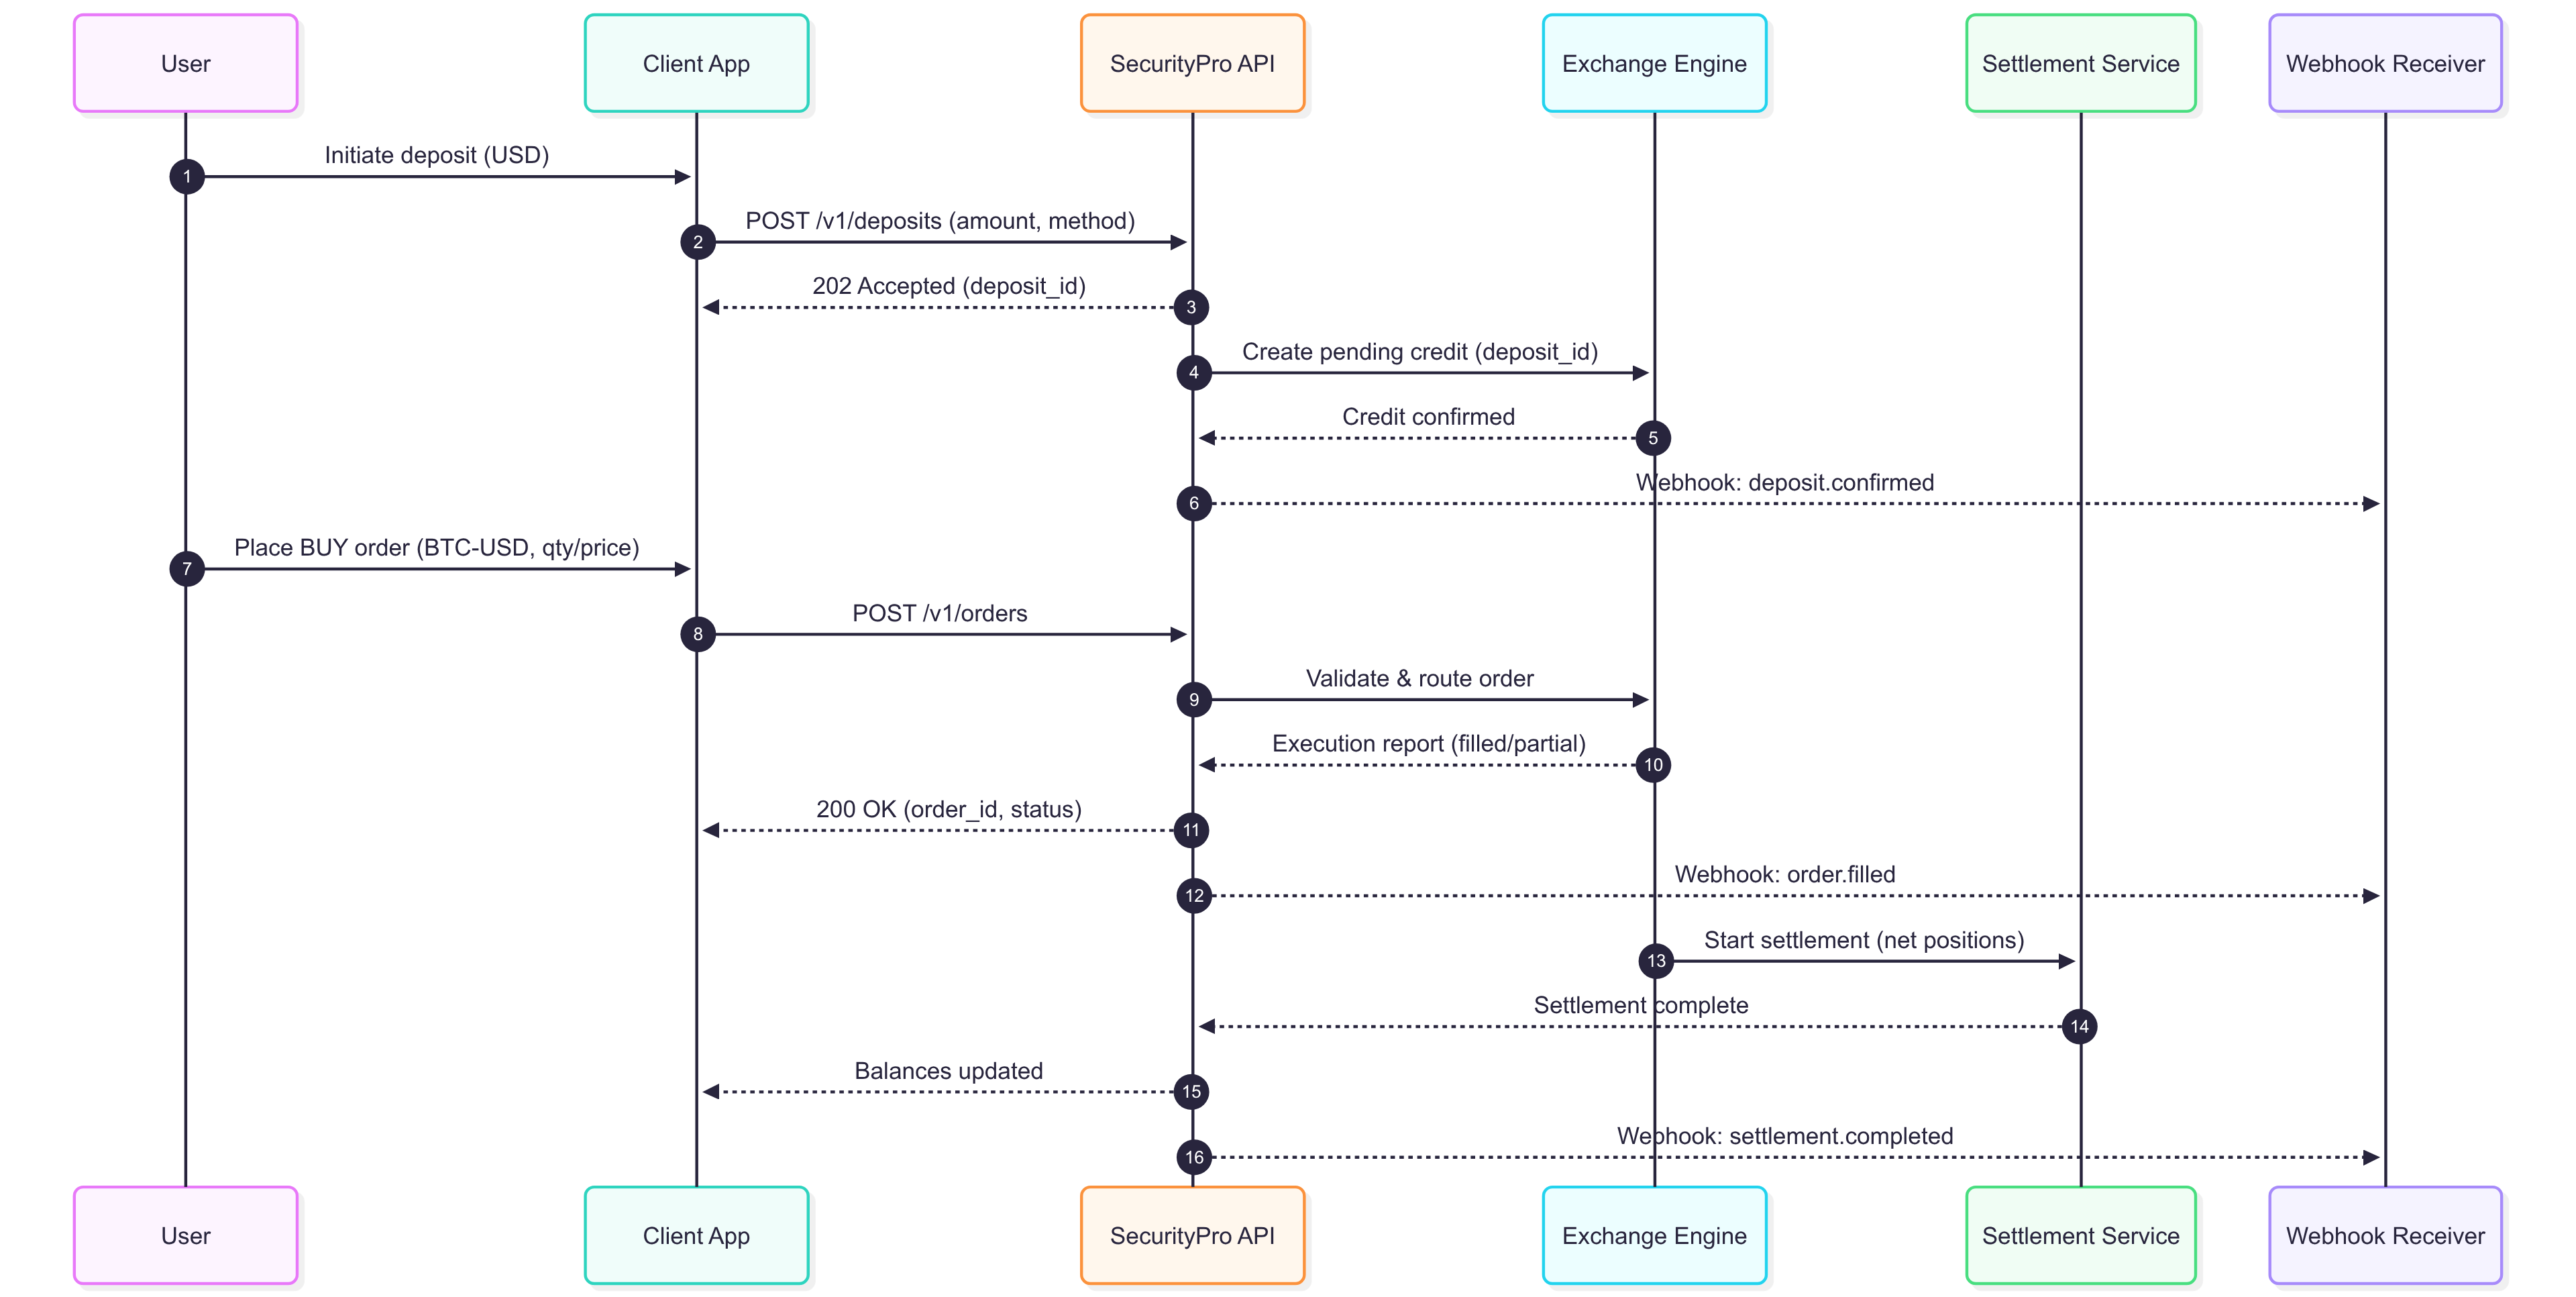 User
Client App
SecurityPro API
Exchange Engine
Settlement Service
Webhook Receiver
Initiate deposit (USD)
1
POST /v1/deposits (amount, method)
2
202 Accepted (deposit_id)
3
Create pending credit (deposit_id)
4
Credit confirmed
5
Webhook: deposit.confirmed
6
Place BUY order (BTC-USD, qty/price)
7
POST /v1/orders
8
Validate & route order
9
Execution report (filled/partial)
10
200 OK (order_id, status)
11
Webhook: order.filled
12
Start settlement (net positions)
13
Settlement complete
14
Balances updated
15
Webhook: settlement.completed
16
User
Client App
SecurityPro API
Exchange Engine
Settlement Service
Webhook Receiver